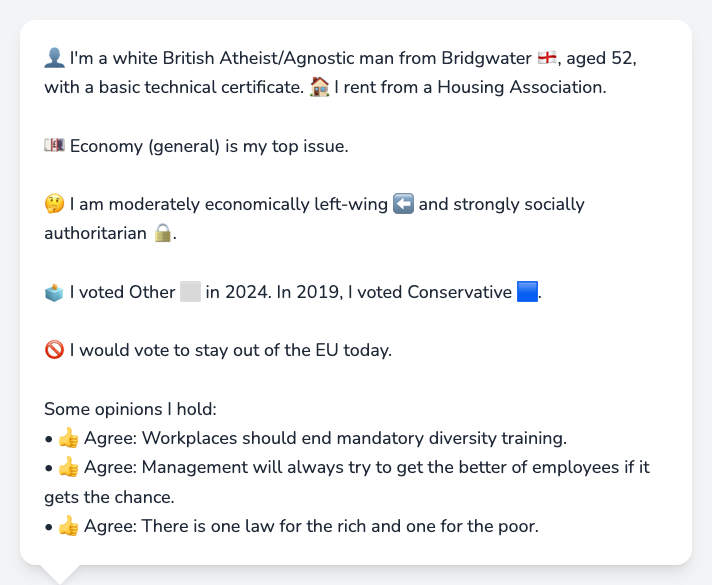 👤 I'm a white British Atheist/Agnostic man from Bridgwater 🏴󠁧󠁢󠁥󠁮󠁧󠁿, aged 52,
with a basic technical certificate. 🏠 I rent from a Housing Association.
💷 Economy (general) is my top issue.
🤔 I am moderately economically left-wing ⬅️ and strongly socially
authoritarian 🔒.
🗳️ I voted Other ⬜ in 2024. In 2019, I voted Conservative 🟦.
🚫 I would vote to stay out of the EU today.
Some opinions I hold:
• 👍 Agree: Workplaces should end mandatory diversity training.
• 👍 Agree: Management will always try to get the better of employees if it
gets the chance.
• 👍 Agree: There is one law for the rich and one for the poor.